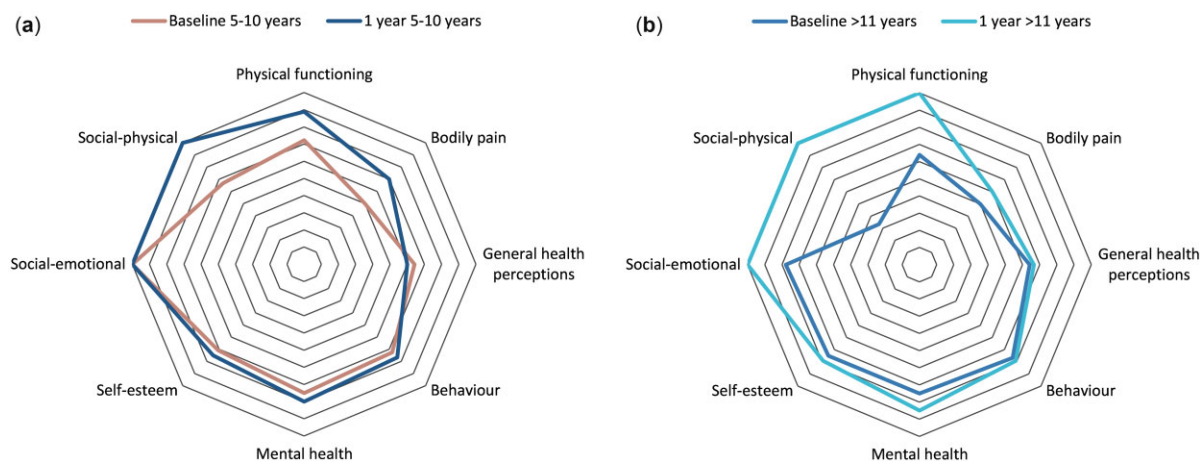 (a)
Baseline 5-10 years
1 year 5-10 years
Physical functioning
Social-physical
Bodily pain
Social-emotional
General health
perceptions
Self-esteem
Behaviour
Mental health
(b)
Baseline >11 years
1 year >11 years
Physical functioning
Social-physical
Bodily pain
Social-emotional
General health
perceptions
Self-esteem
Behaviour
Mental health